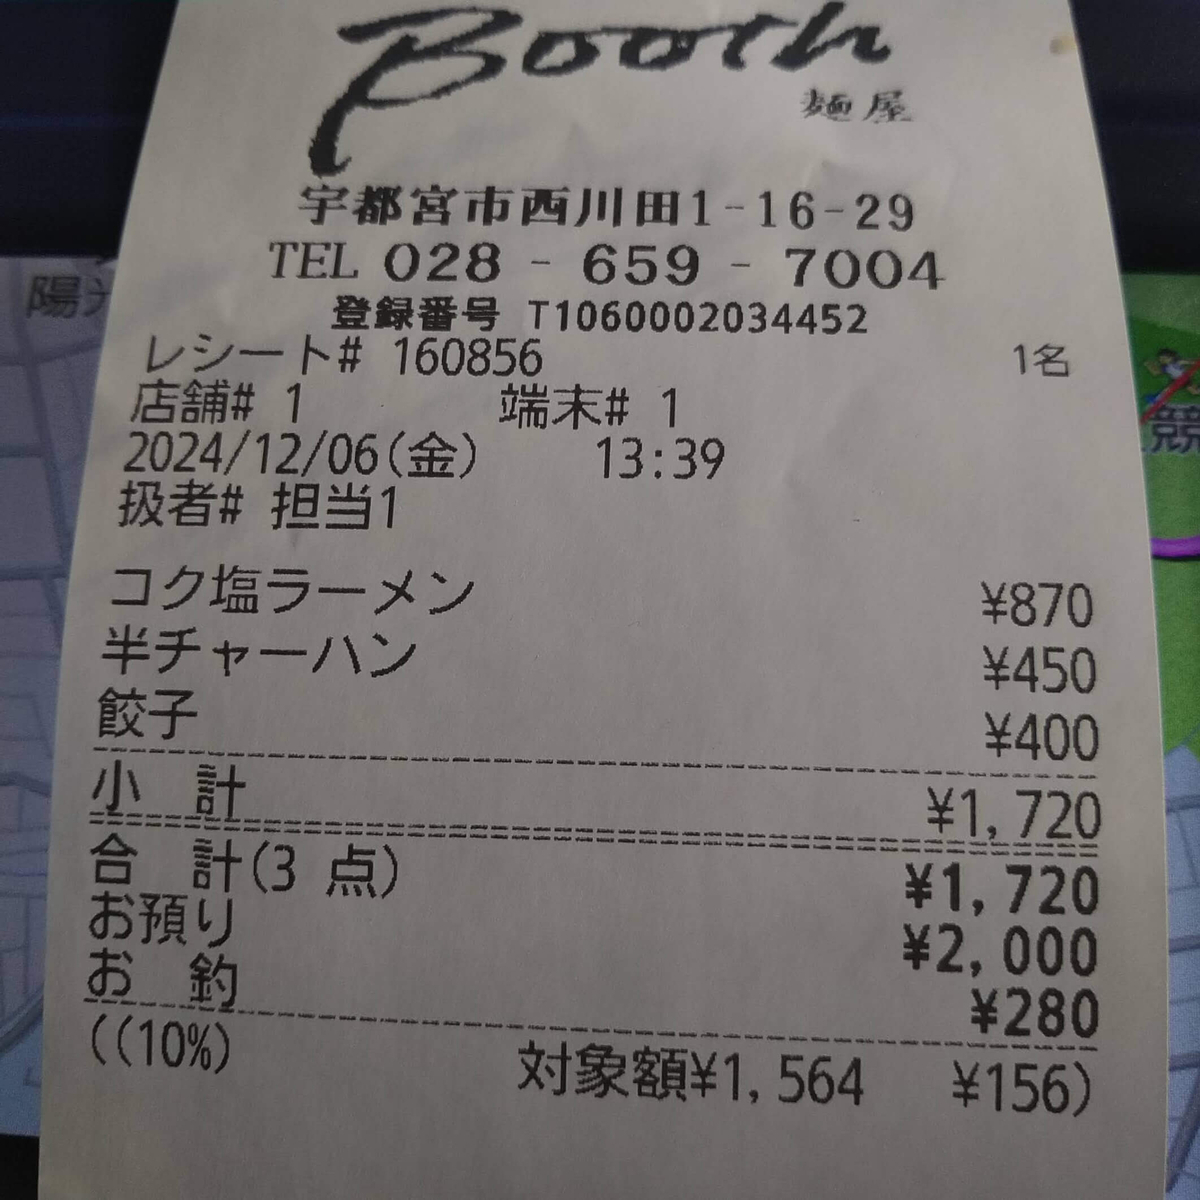 Booth
麺屋
宇都宮市西川田1-16-29
TEL 028 - 659 - 7004
登録番号 T1060002034452
レシート# 160856 1名
店舗# 1 端末# 1
2024/12/06(金) 13:39
扱者# 担当1
コク塩ラーメン ¥870
半チャーハン ¥450
餃子 ¥400
小 計 ¥1,720
合 計(3 点) ¥1,720
お預り ¥2,000
お 釣 ¥280
((10%) 対象額¥1,564 ¥156)
陽光
競